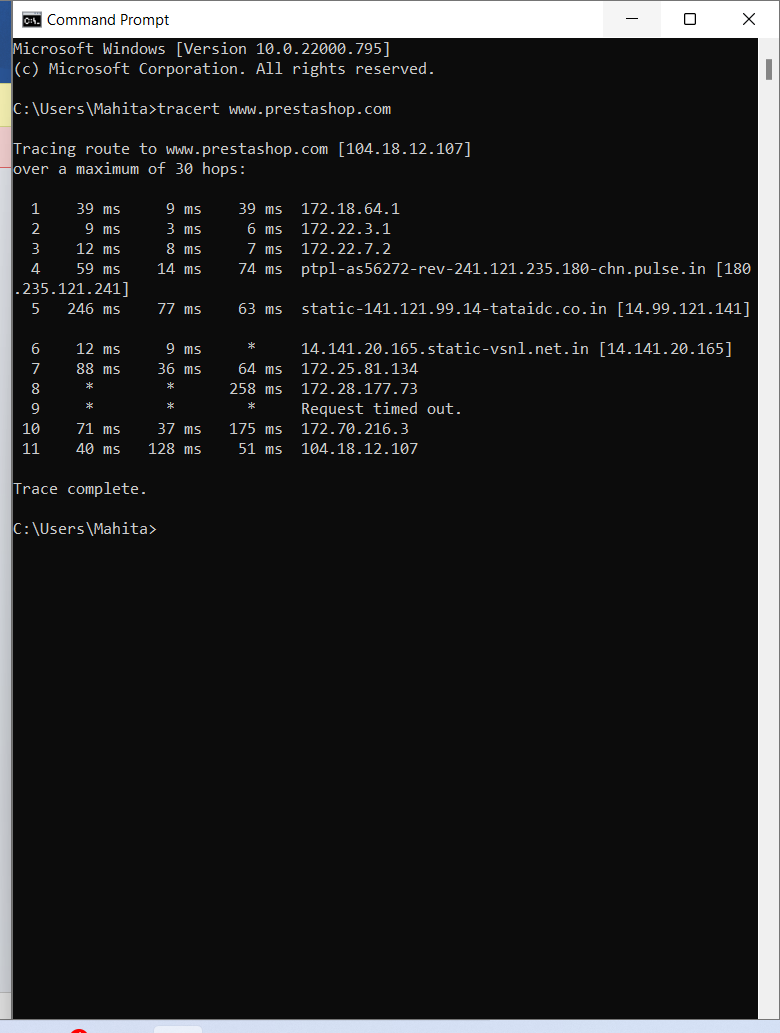 Command Prompt
Microsoft Windows [Version 10.0.22000.795]
(c) Microsoft Corporation. All rights reserved.
C:\Users\Mahita>tracert www.prestashop.com
Tracing route to www.prestashop.com [104.18.12.107]
over a maximum of 30 hops:
1 39 ms 9 ms 39 ms 172.18.64.1
2 9 ms 3 ms 6 ms 172.22.3.1
3 12 ms 8 ms 7 ms 172.22.7.2
4 59 ms 14 ms 74 ms ptpl-as56272-rev-241.121.235.180-chn.pulse.in [180
.235.121.241]
5 246 ms 77 ms 63 ms static-141.121.99.14-tataidc.co.in [14.99.121.141]
6 12 ms 9 ms * 14.141.20.165.static-vsnl.net.in [14.141.20.165]
7 88 ms 36 ms 64 ms 172.25.81.134
8 * * 258 ms 172.28.177.73
9 * * * Request timed out.
10 71 ms 37 ms 175 ms 172.70.216.3
11 40 ms 128 ms 51 ms 104.18.12.107
Trace complete.
C:\Users\Mahita>